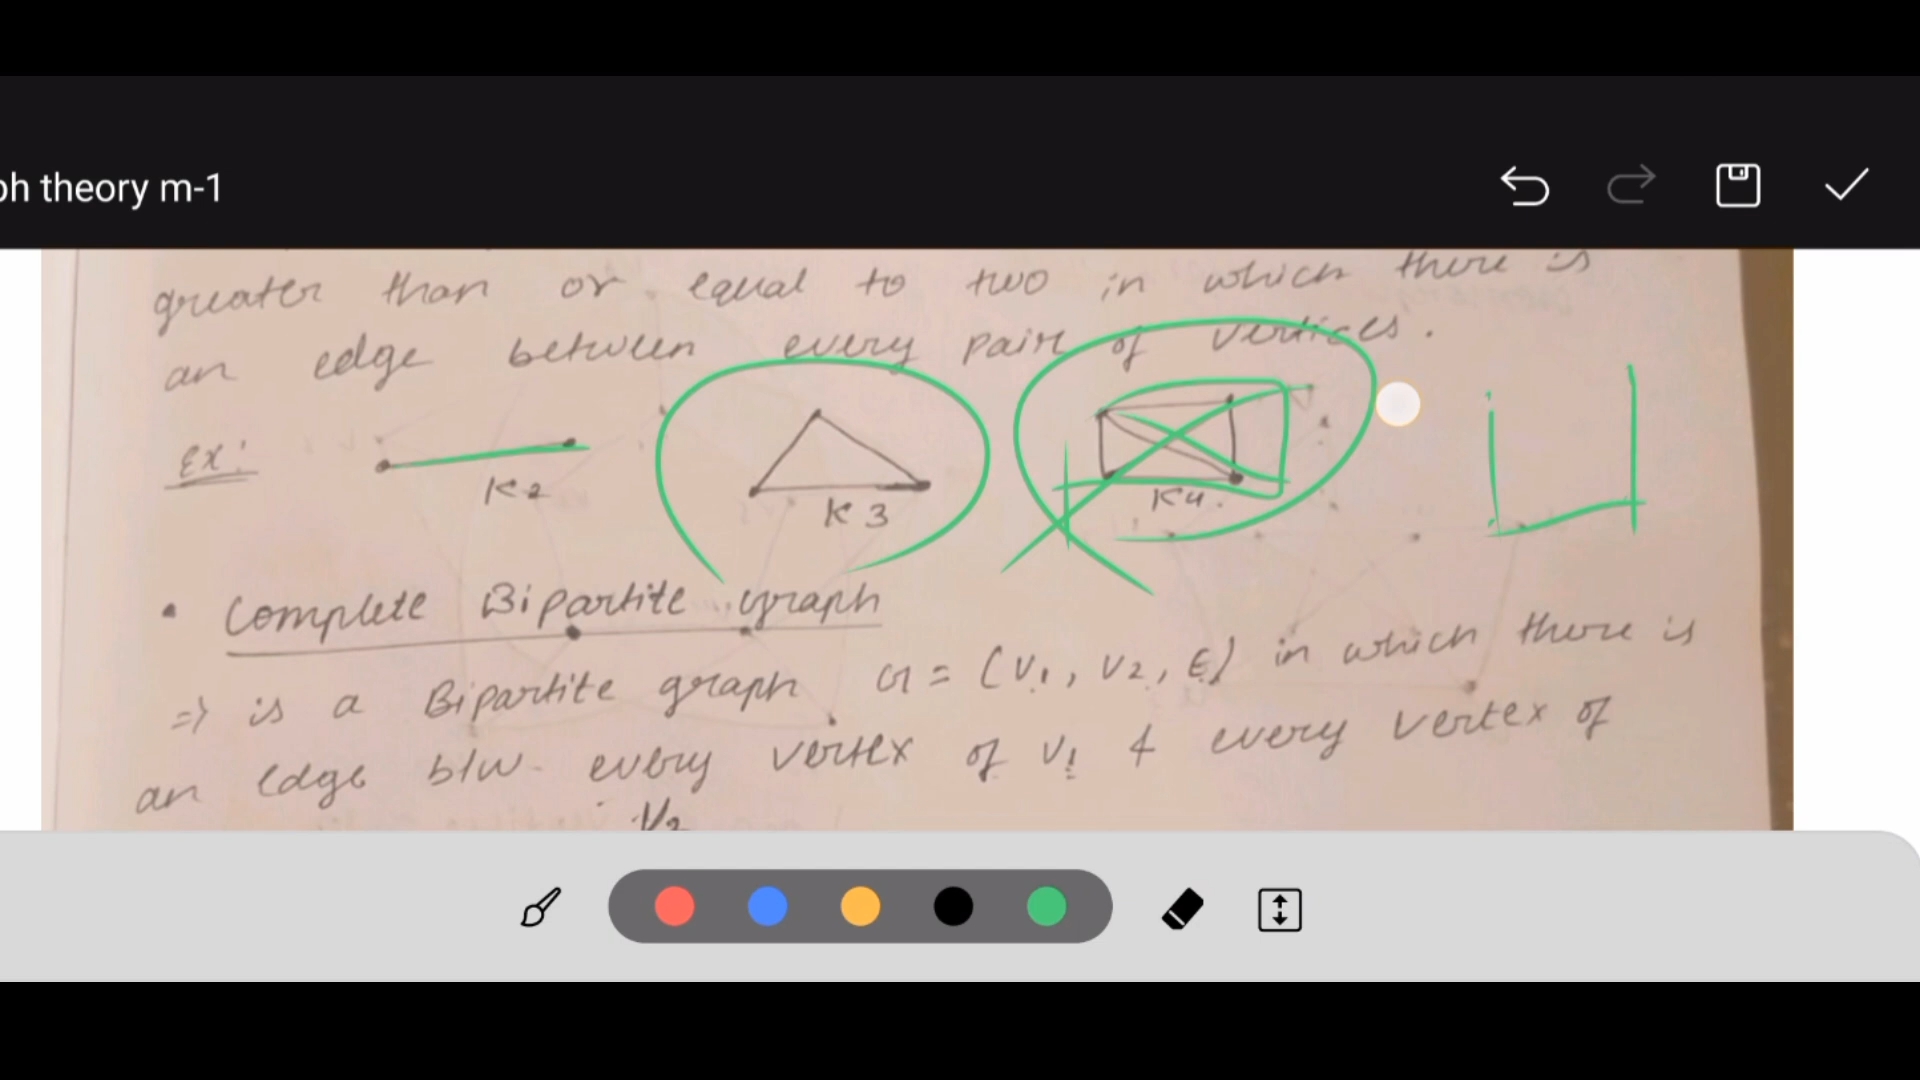 ph theory m-1
greater than or equal to two in which there is
an edge between every pair of vertices.
Ex:
K2
K3
K4.
• Complete Bipartite graph
=> is a Bipartite graph G = (V1, V2, E) in which there is
an edge b/w every vertex of V1 & every vertex of
V2